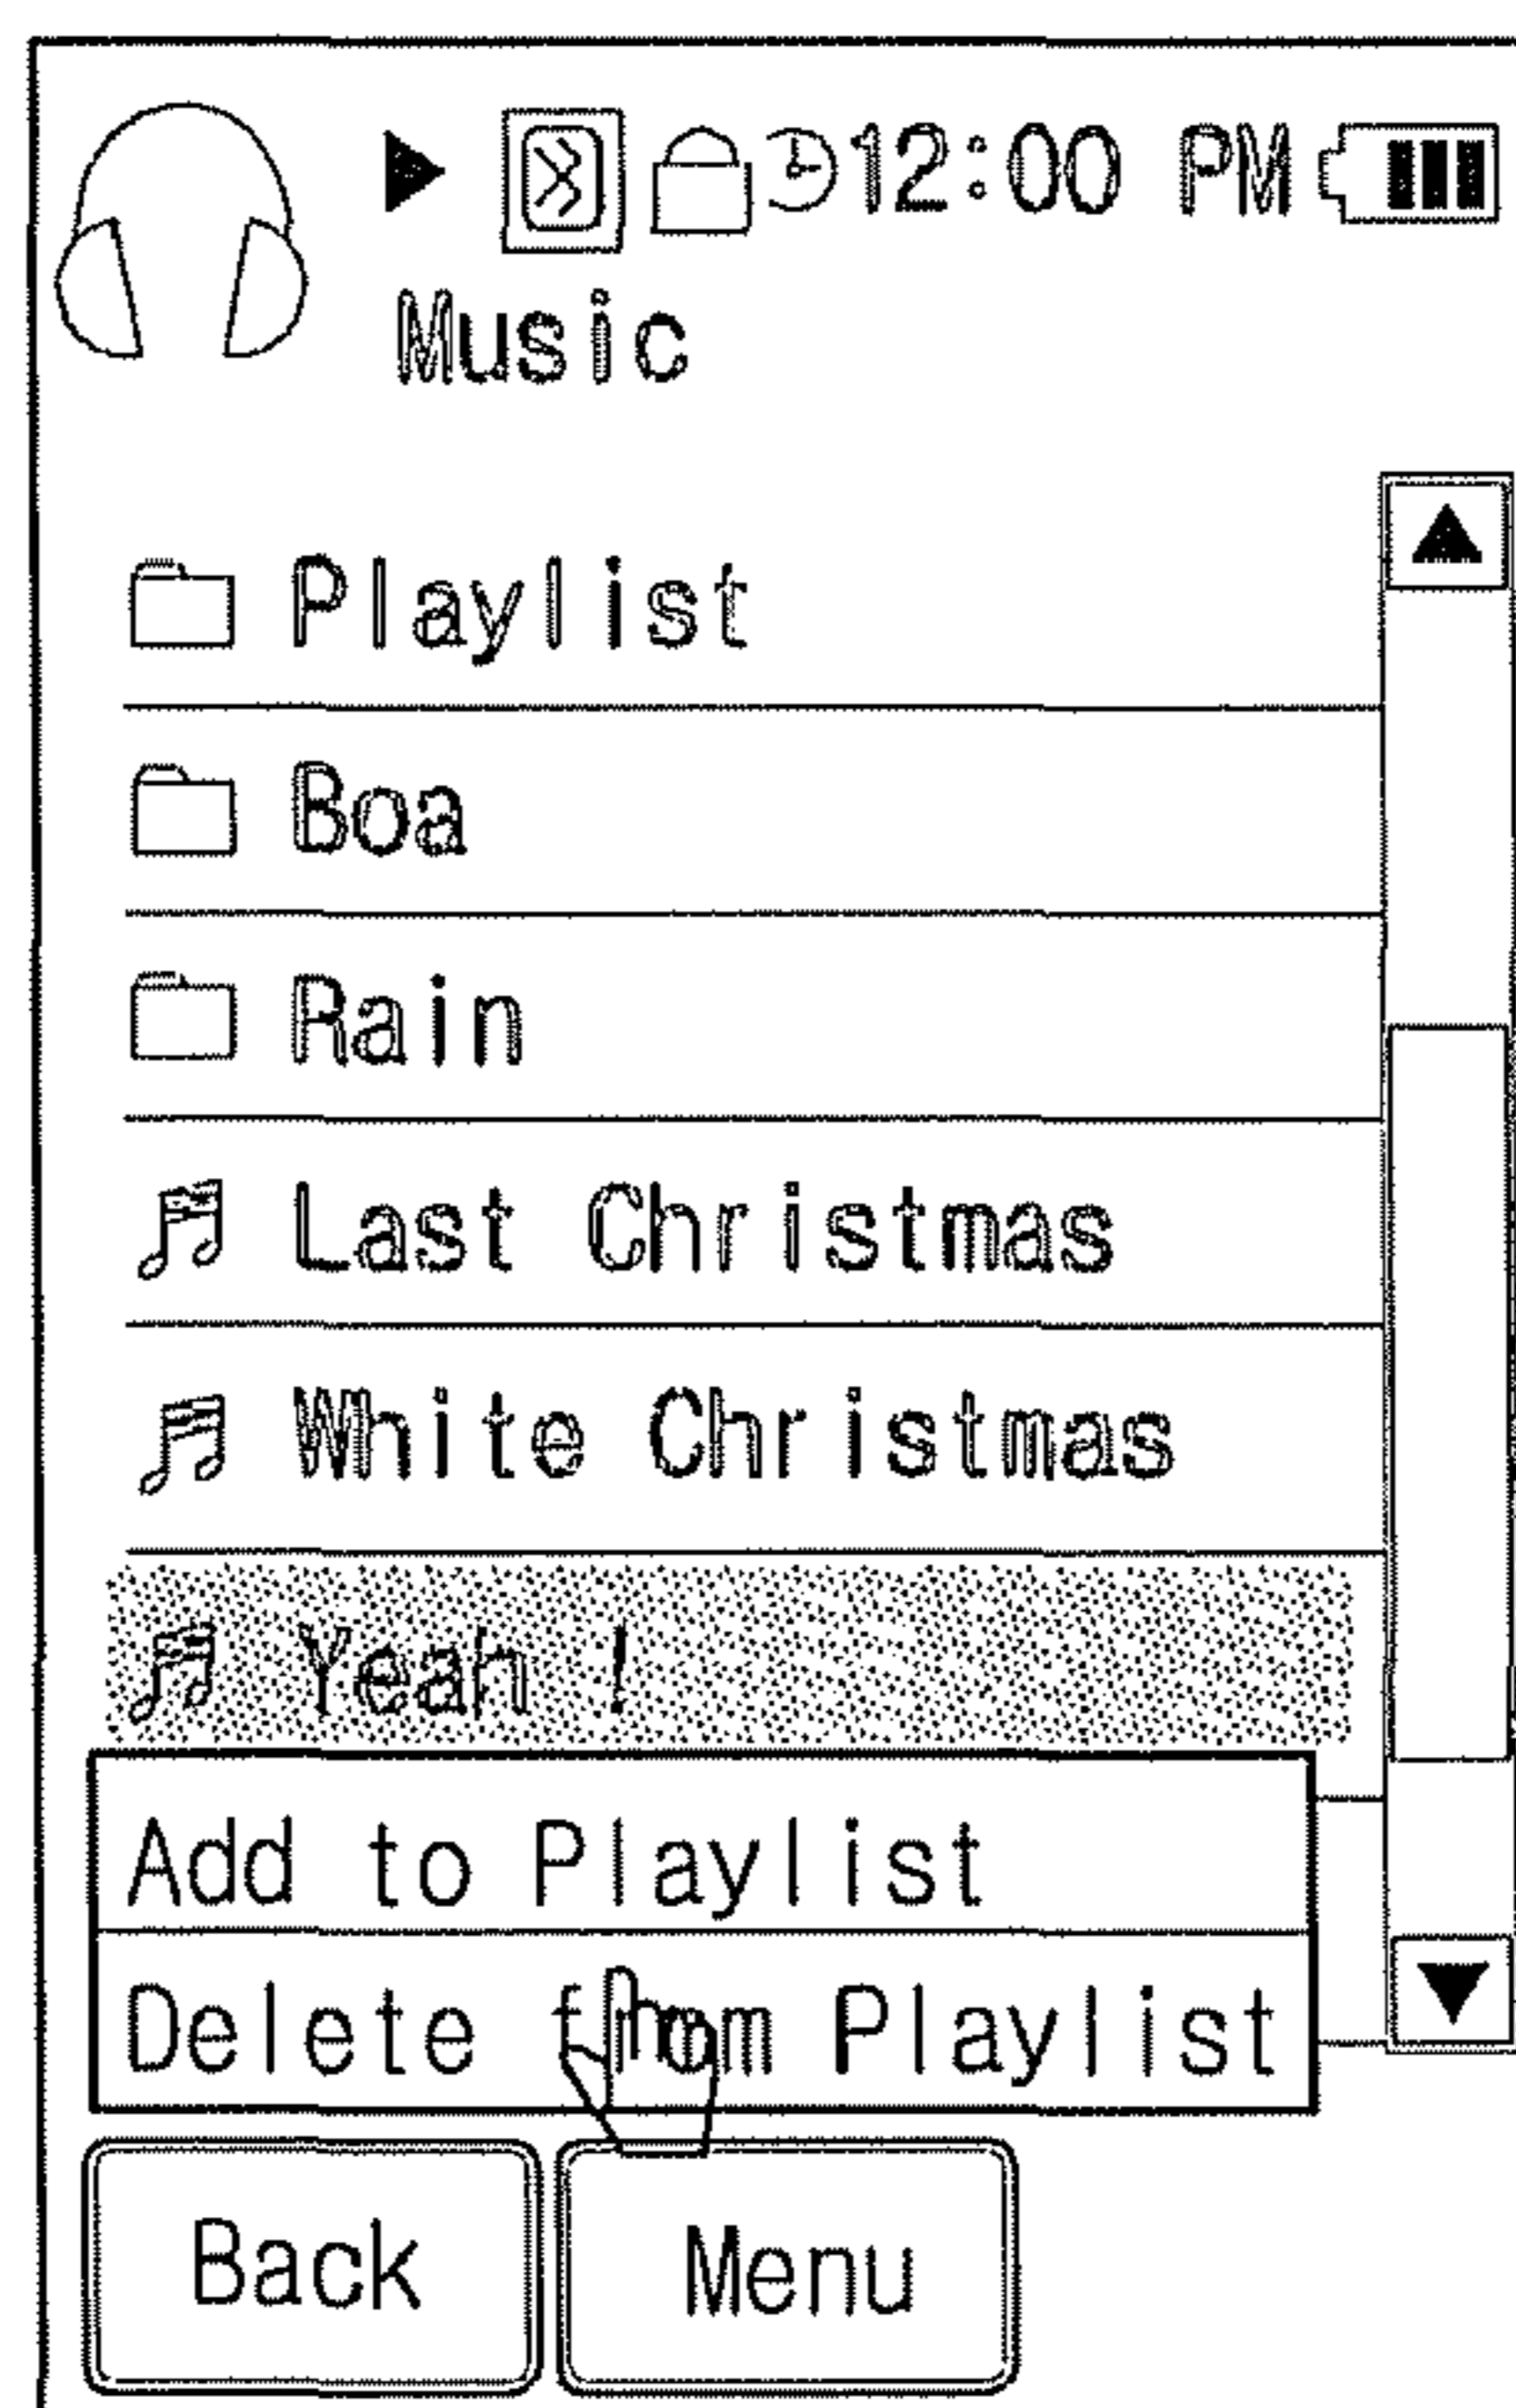 12:00 PM
Music
Playlist
Boa
Rain
Last Christmas
White Christmas
Yeah !
Add to Playlist
Delete from Playlist
Back
Menu